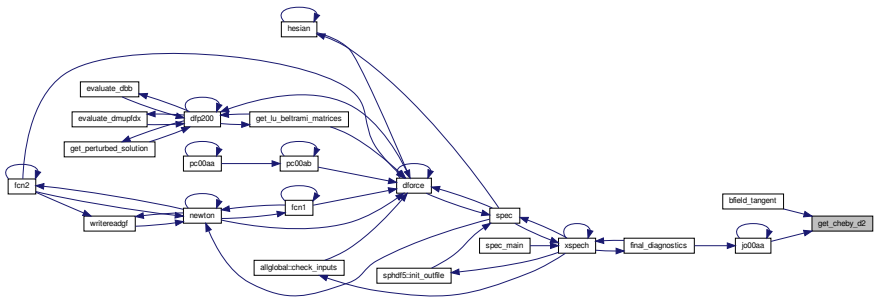 hesian
evaluate_dbb
evaluate_dmupfdx
dfp200
get_lu_beltrami_matrices
get_perturbed_solution
pc00aa
pc00ab
fcn2
dforce
bfield_tangent
fcn1
newton
spec
get_cheby_d2
writereadgf
spec_main
xspech
final_diagnostics
jo00aa
allglobal::check_inputs
sphdf5::init_outfile